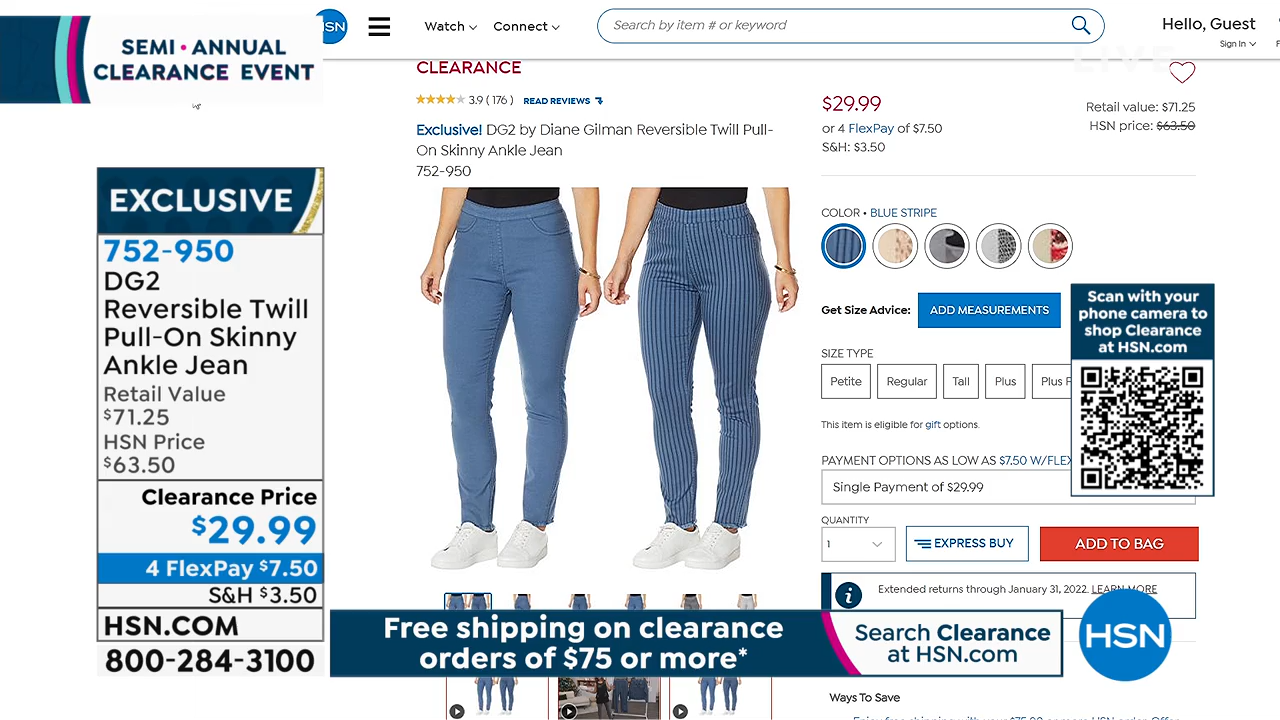 SEMI • ANNUAL
CLEARANCE EVENT
HSN
Watch
Connect
Search by item # or keyword
Hello, Guest
Sign In
LIVE
CLEARANCE
3.9 (176) READ REVIEWS
Exclusive! DG2 by Diane Gilman Reversible Twill Pull-
On Skinny Ankle Jean
752-950
$29.99
or 4 FlexPay of $7.50
S&H: $3.50
Retail value: $71.25
HSN price: $63.50
COLOR • BLUE STRIPE
Get Size Advice:
ADD MEASUREMENTS
SIZE TYPE
Petite
Regular
Tall
Plus
Plus P
This item is eligible for gift options.
PAYMENT OPTIONS AS LOW AS $7.50 W/FLEX
Single Payment of $29.99
QUANTITY
1
EXPRESS BUY
ADD TO BAG
Extended returns through January 31, 2022. LEARN MORE
Ways To Save
EXCLUSIVE
752-950
DG2
Reversible Twill
Pull-On Skinny
Ankle Jean
Retail Value
$71.25
HSN Price
$63.50
Clearance Price
$29.99
4 FlexPay $7.50
S&H $3.50
HSN.COM
800-284-3100
Scan with your
phone camera to
shop Clearance
at HSN.com
Free shipping on clearance
orders of $75 or more*
Search Clearance
at HSN.com
HSN